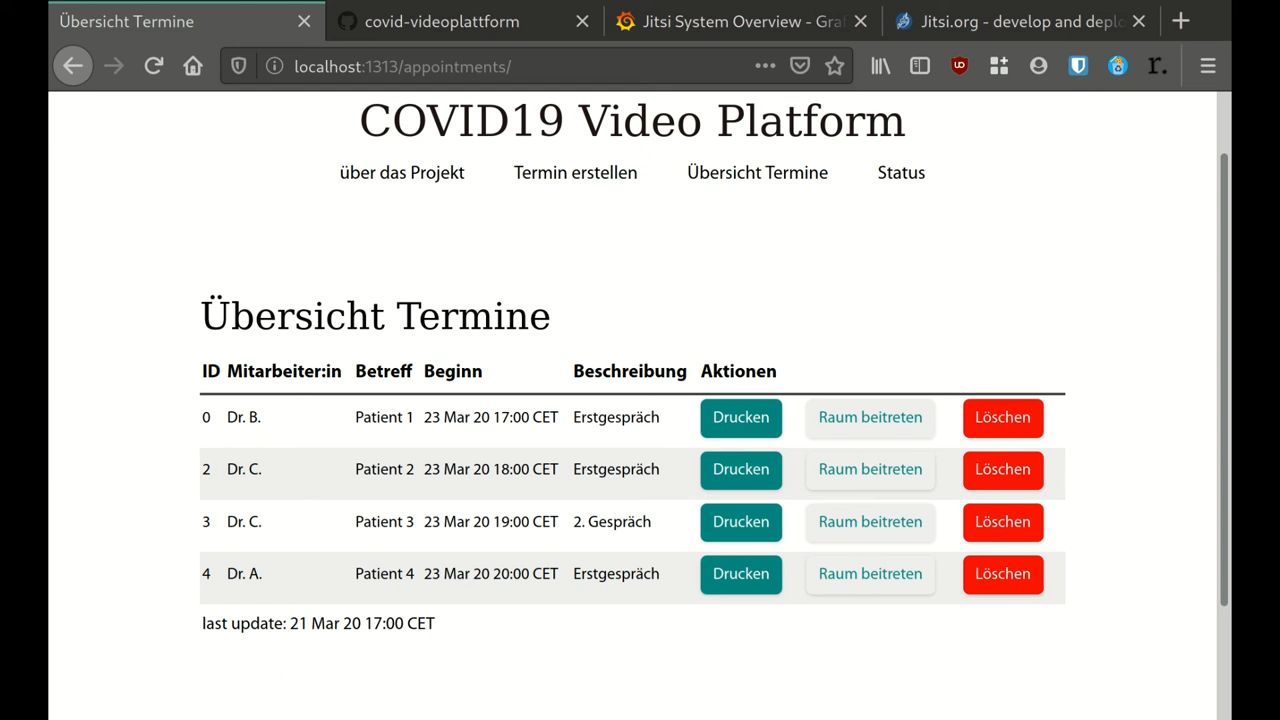 Übersicht Termine
covid-videoplattform
Jitsi System Overview - Graf
Jitsi.org - develop and deplo
localhost:1313/appointments/
COVID19 Video Platform
über das Projekt Termin erstellen Übersicht Termine Status
Übersicht Termine
ID Mitarbeiter:in Betreff Beginn Beschreibung Aktionen
0 Dr. B. Patient 1 23 Mar 20 17:00 CET Erstgespräch Drucken Raum beitreten Löschen
2 Dr. C. Patient 2 23 Mar 20 18:00 CET Erstgespräch Drucken Raum beitreten Löschen
3 Dr. C. Patient 3 23 Mar 20 19:00 CET 2. Gespräch Drucken Raum beitreten Löschen
4 Dr. A. Patient 4 23 Mar 20 20:00 CET Erstgespräch Drucken Raum beitreten Löschen
last update: 21 Mar 20 17:00 CET